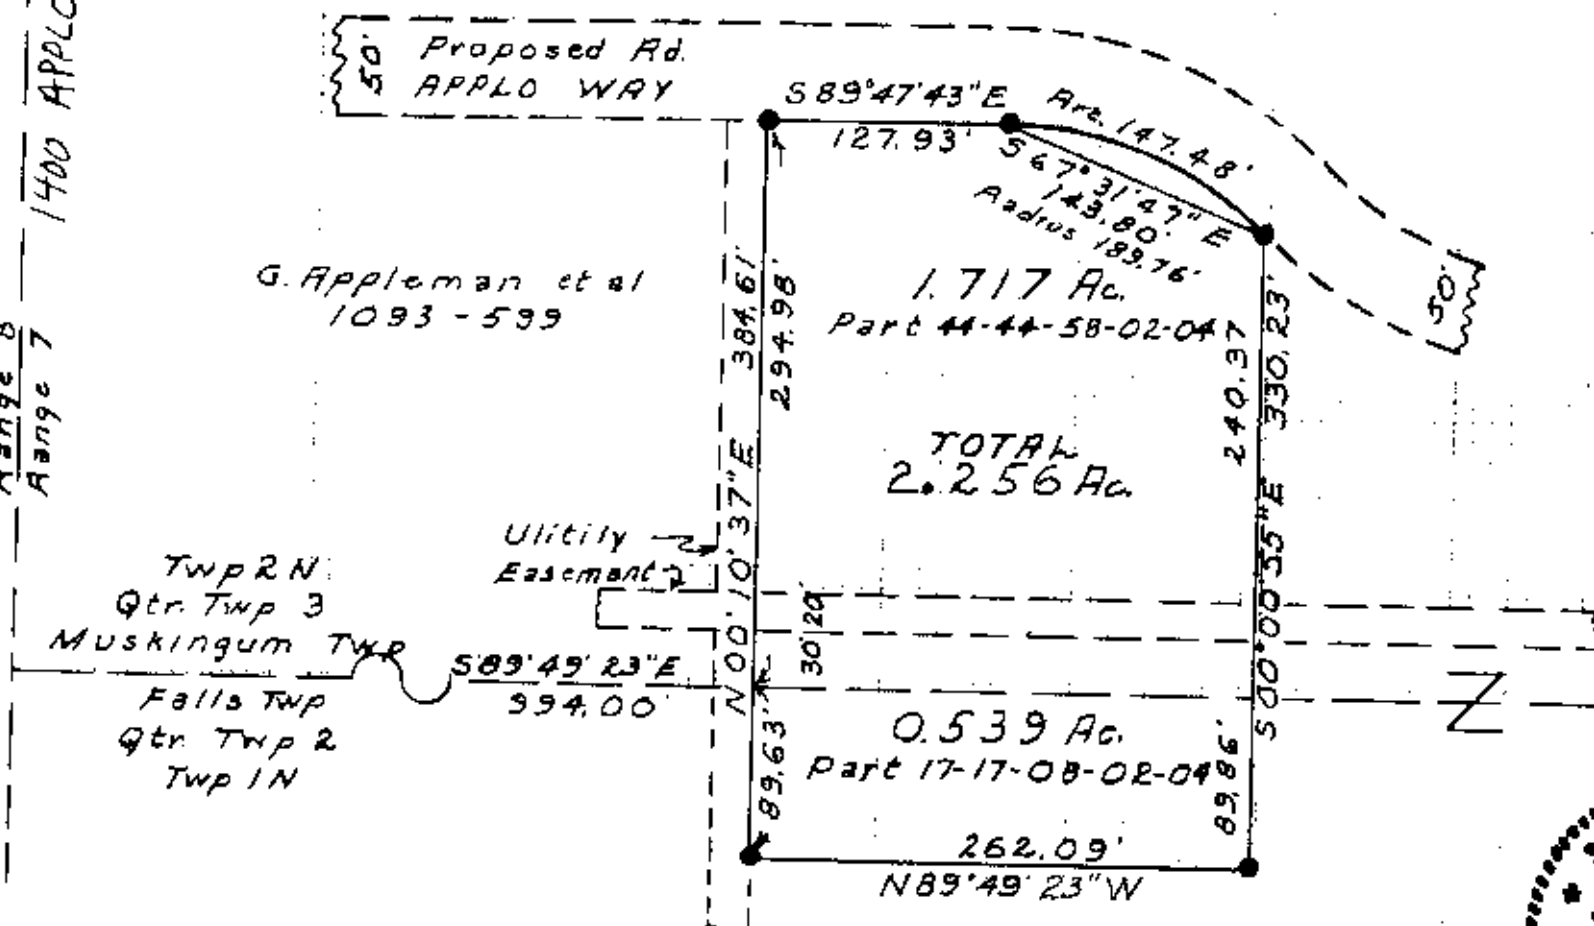 1400 APPLO
50' Proposed Rd.
APPLO WAY
S 89°47'43" E
127.93'
Arc. 147.48'
S 67°31'47" E
143.80'
Radius 189.76'
50'
G. Appleman et al
1093 - 599
384.61'
294.98'
N 00°10'37" E
1.717 Ac.
Part 44-44-58-02-04
240.37
330.23'
S 00°00'55" E
TOTAL
2.256 Ac.
Range 7
Ulitily
Easement
Twp 2 N
Qtr. Twp 3
Muskingum Twp
Falls Twp
Qtr. Twp 2
Twp 1N
S 89°49'23" E
994.00'
30' 20'
89.63'
0.539 Ac.
Part 17-17-08-02-04
89.86'
262.09'
N 89°49'23" W
Z